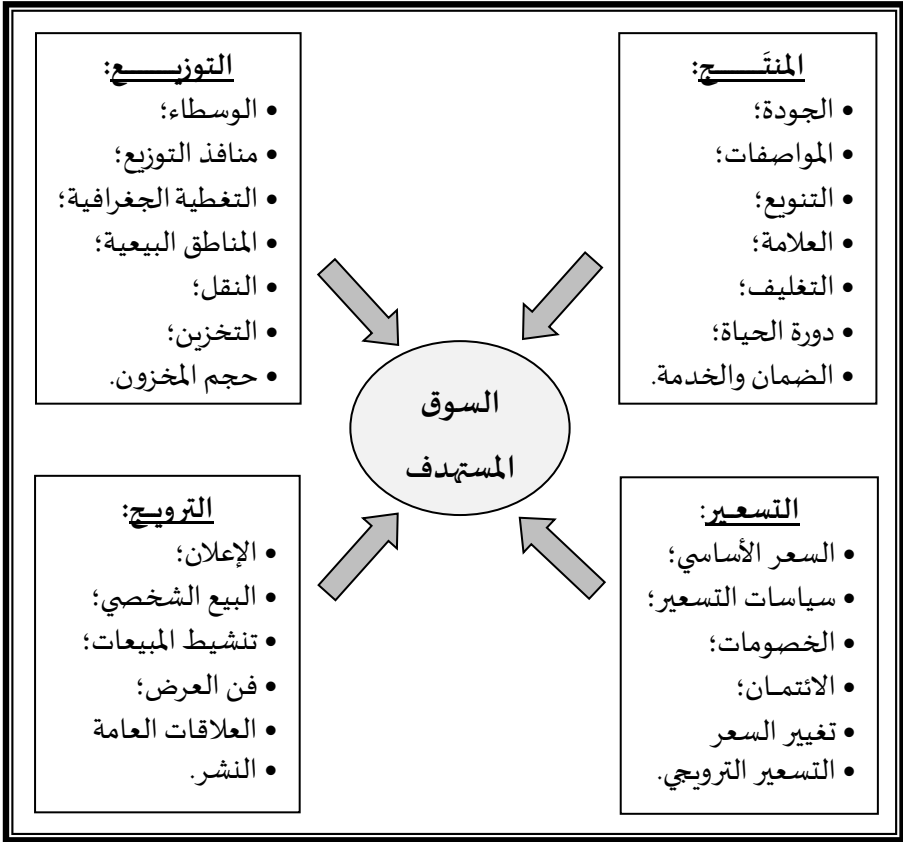 المنتَــــج:
• الجودة؛
• المواصفات؛
• التنويع؛
• العلامة؛
• التغليف؛
• دورة الحياة؛
• الضمان والخدمة.
التوزيـــــــع:
• الوسطاء؛
• منافذ التوزيع؛
• التغطية الجغرافية؛
• المناطق البيعية؛
• النقل؛
• التخزين؛
• حجم المخزون.
السوق
المستهدف
التسعـير:
• السعر الأساسي؛
• سياسات التسعير؛
• الخصومات؛
• الائتمـان؛
• تغيير السعر
• التسعير الترويجي.
الترويـج:
• الإعلان؛
• البيع الشخصي؛
• تنشيط المبيعات؛
• فن العرض؛
• العلاقات العامة
• النشر.